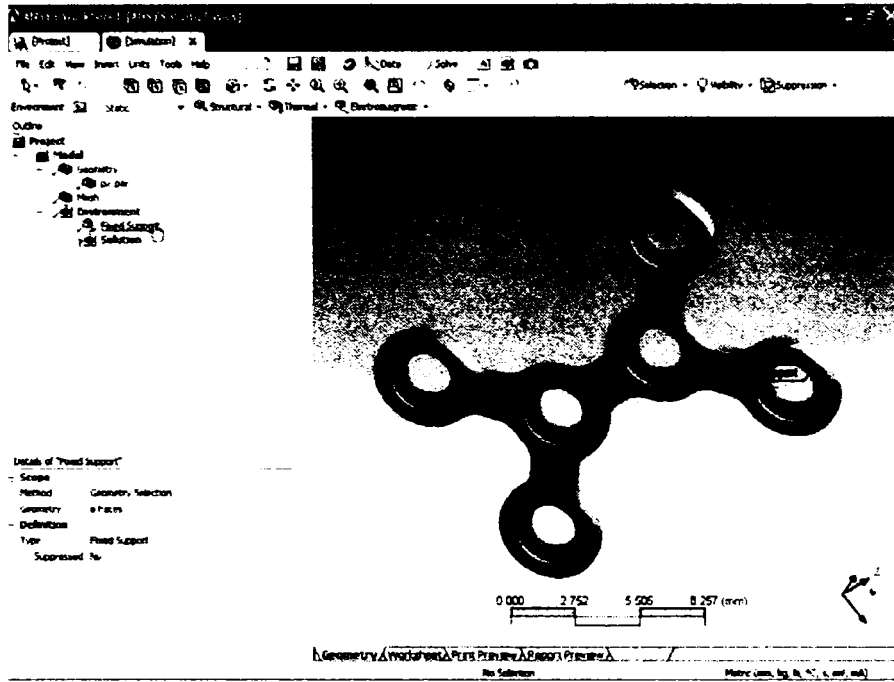 [Project] [Simulation] X
File Edit View Insert Units Tools Help Data Solve
Selection Visibility Suppression
Environment Static Structural Thermal Electromagnetic
Outline
Project
Model
Geometry
Mesh
Environment
Fixed Support
Solution
Details of "Fixed Support"
Scope
Method Geometry Selection
Geometry 6 Faces
Definition
Type Fixed Support
Suppressed No
0.000 2.752 5.505 8.257 (mm)
Geometry Worksheet Print Preview Report Preview
No Selection